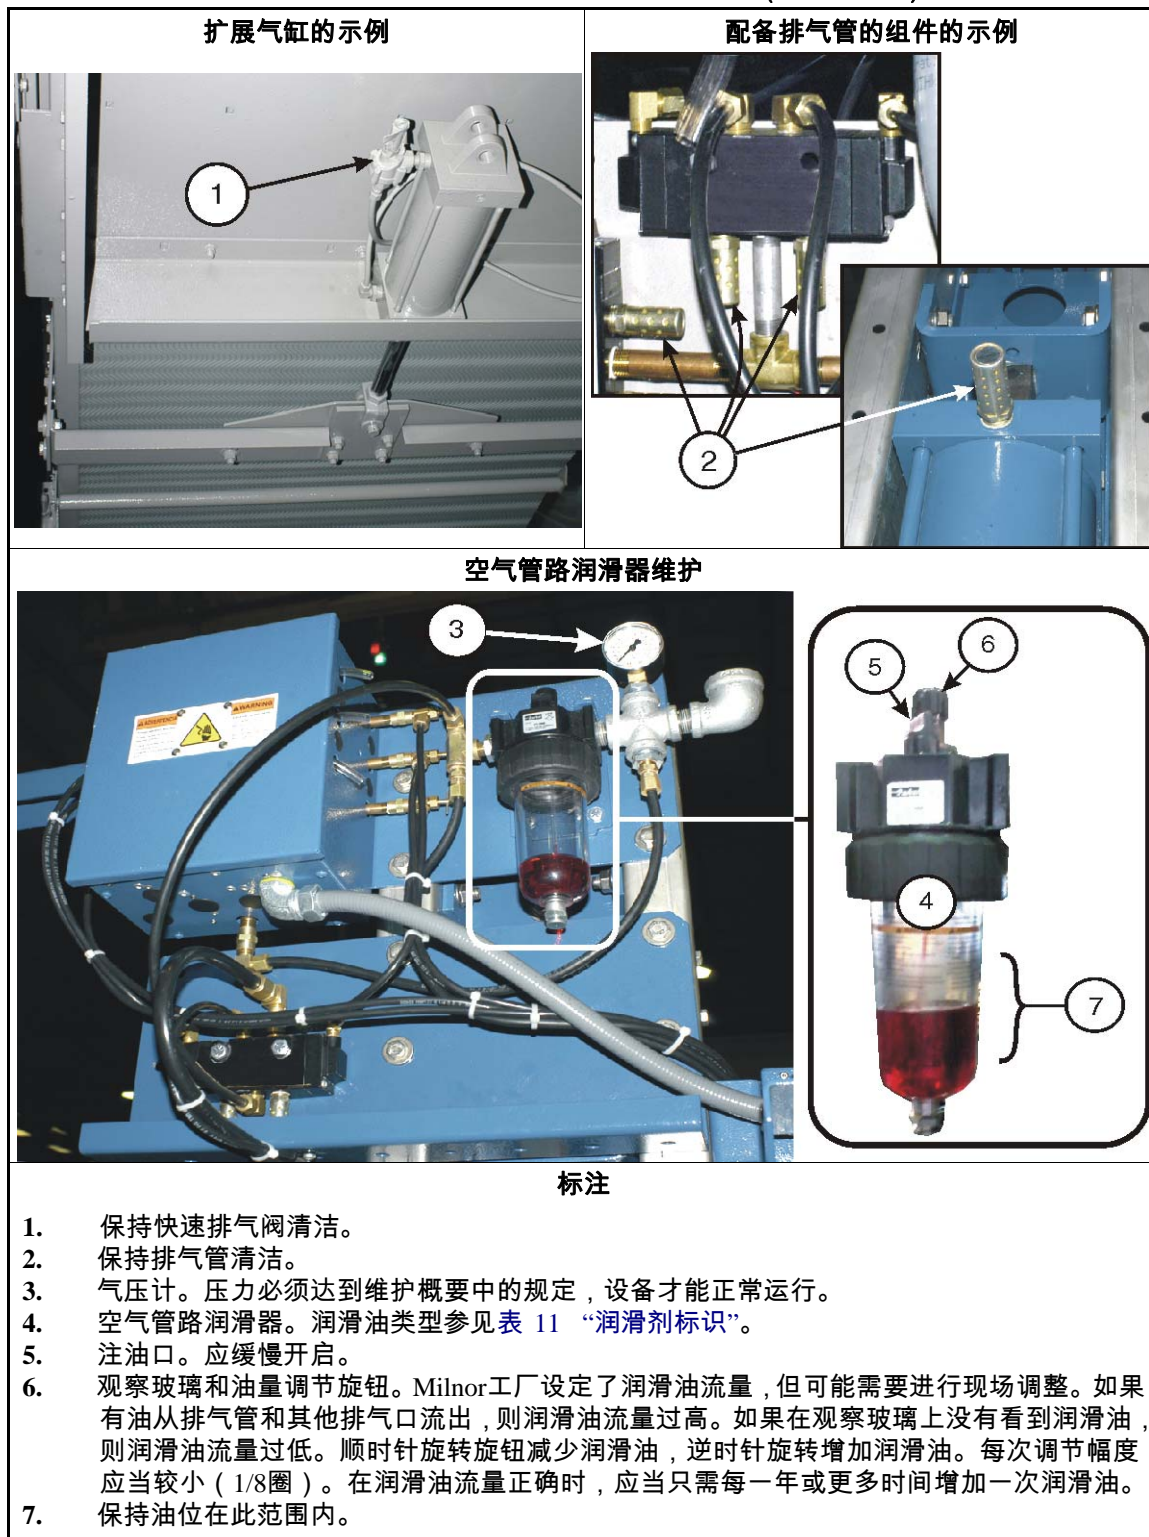 扩展气缸的示例
配备排气管的组件的示例
1
2
空气管路润滑器维护
3
WARNING
5
6
4
7
标注
1. 保持快速排气阀清洁。
2. 保持排气管清洁。
3. 气压计。压力必须达到维护概要中的规定，设备才能正常运行。
4. 空气管路润滑器。润滑油类型参见表 11 “润滑剂标识”。
5. 注油口。应缓慢开启。
6. 观察玻璃和油量调节旋钮。Milnor工厂设定了润滑油流量，但可能需要进行现场调整。如果
有油从排气管和其他排气口流出，则润滑油流量过高。如果在观察玻璃上没有看到润滑油，
则润滑油流量过低。顺时针旋转旋钮减少润滑油，逆时针旋转增加润滑油。每次调节幅度
应当较小（1/8圈）。在润滑油流量正确时，应当只需每一年或更多时间增加一次润滑油。
7. 保持油位在此范围内。